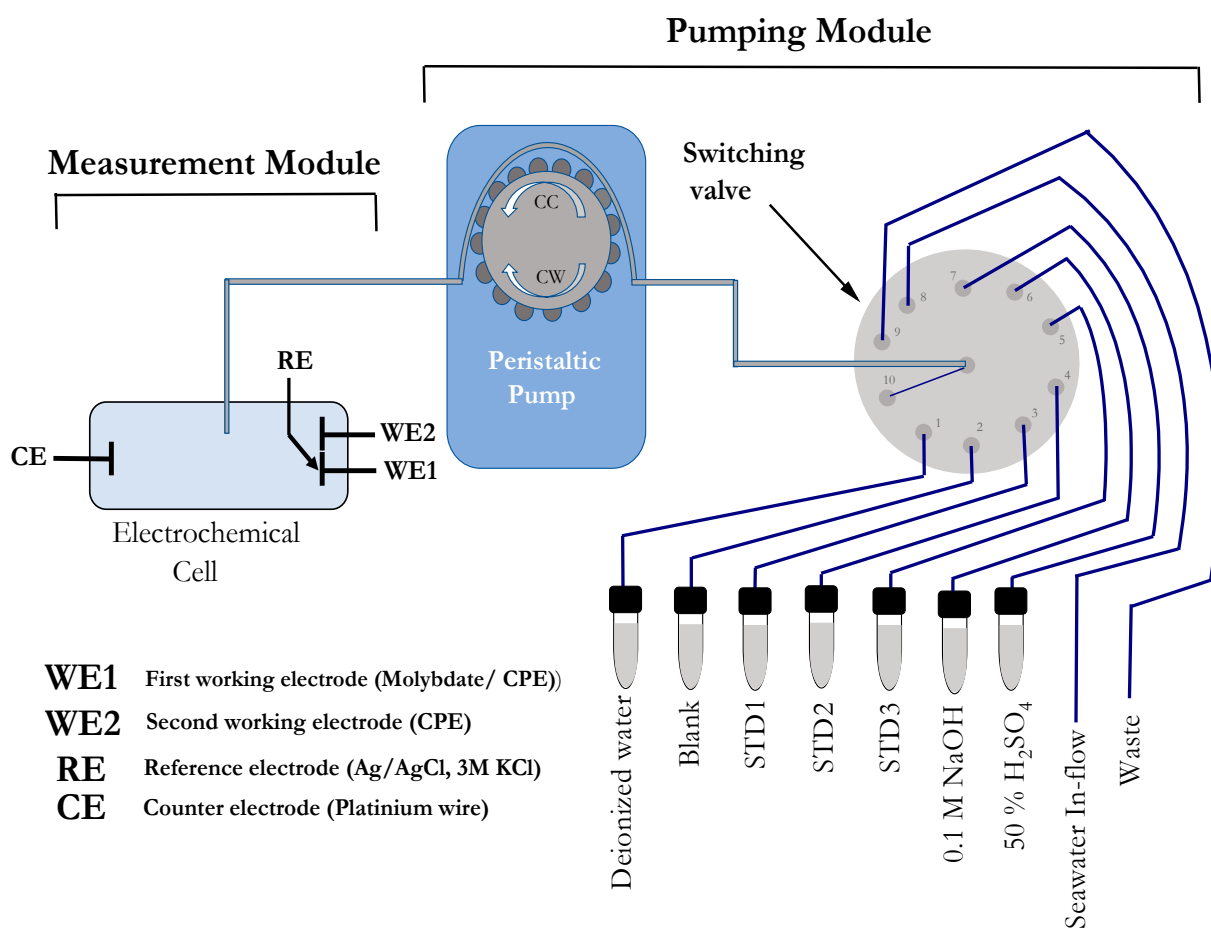 Pumping Module
Measurement Module
Switching
valve
CC
CW
Peristaltic
Pump
7
6
8
5
9
4
10
3
1
2
RE
WE2
CE
WE1
Electrochemical
Cell
WE1 First working electrode (Molybdate/ CPE))
WE2 Second working electrode (CPE)
RE Reference electrode (Ag/AgCl, 3M KCl)
CE Counter electrode (Platinium wire)
Deionized water
Blank
STD1
STD2
STD3
0.1 M NaOH
50 % H₂SO₄
Seawater In-flow
Waste